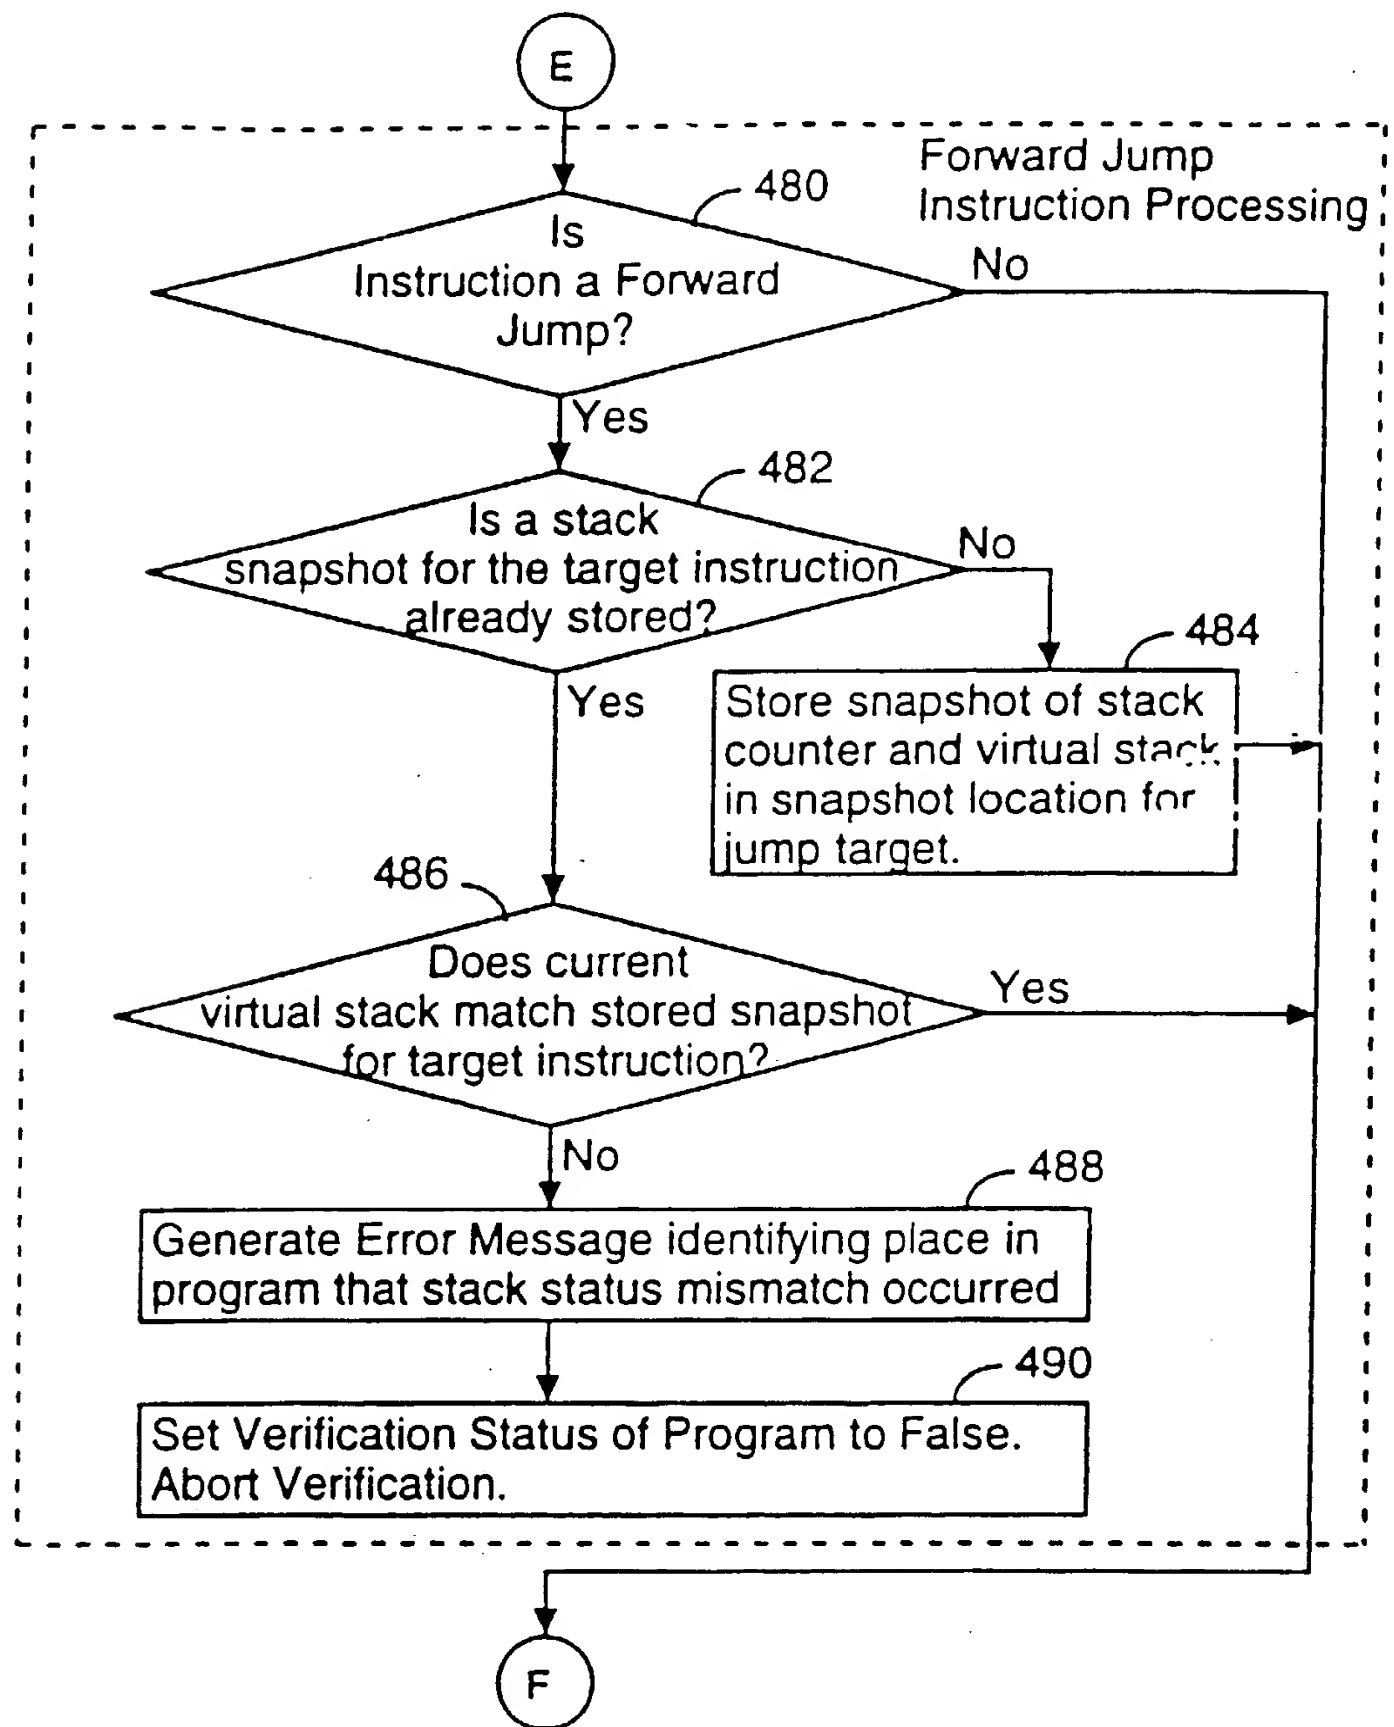 E
Forward Jump
Instruction Processing
480
Is
Instruction a Forward
Jump?
No
Yes
482
Is a stack
snapshot for the target instruction
already stored?
No
Yes
484
Store snapshot of stack
counter and virtual stack
in snapshot location for
jump target.
486
Does current
virtual stack match stored snapshot
for target instruction?
Yes
No
488
Generate Error Message identifying place in
program that stack status mismatch occurred
490
Set Verification Status of Program to False.
Abort Verification.
F